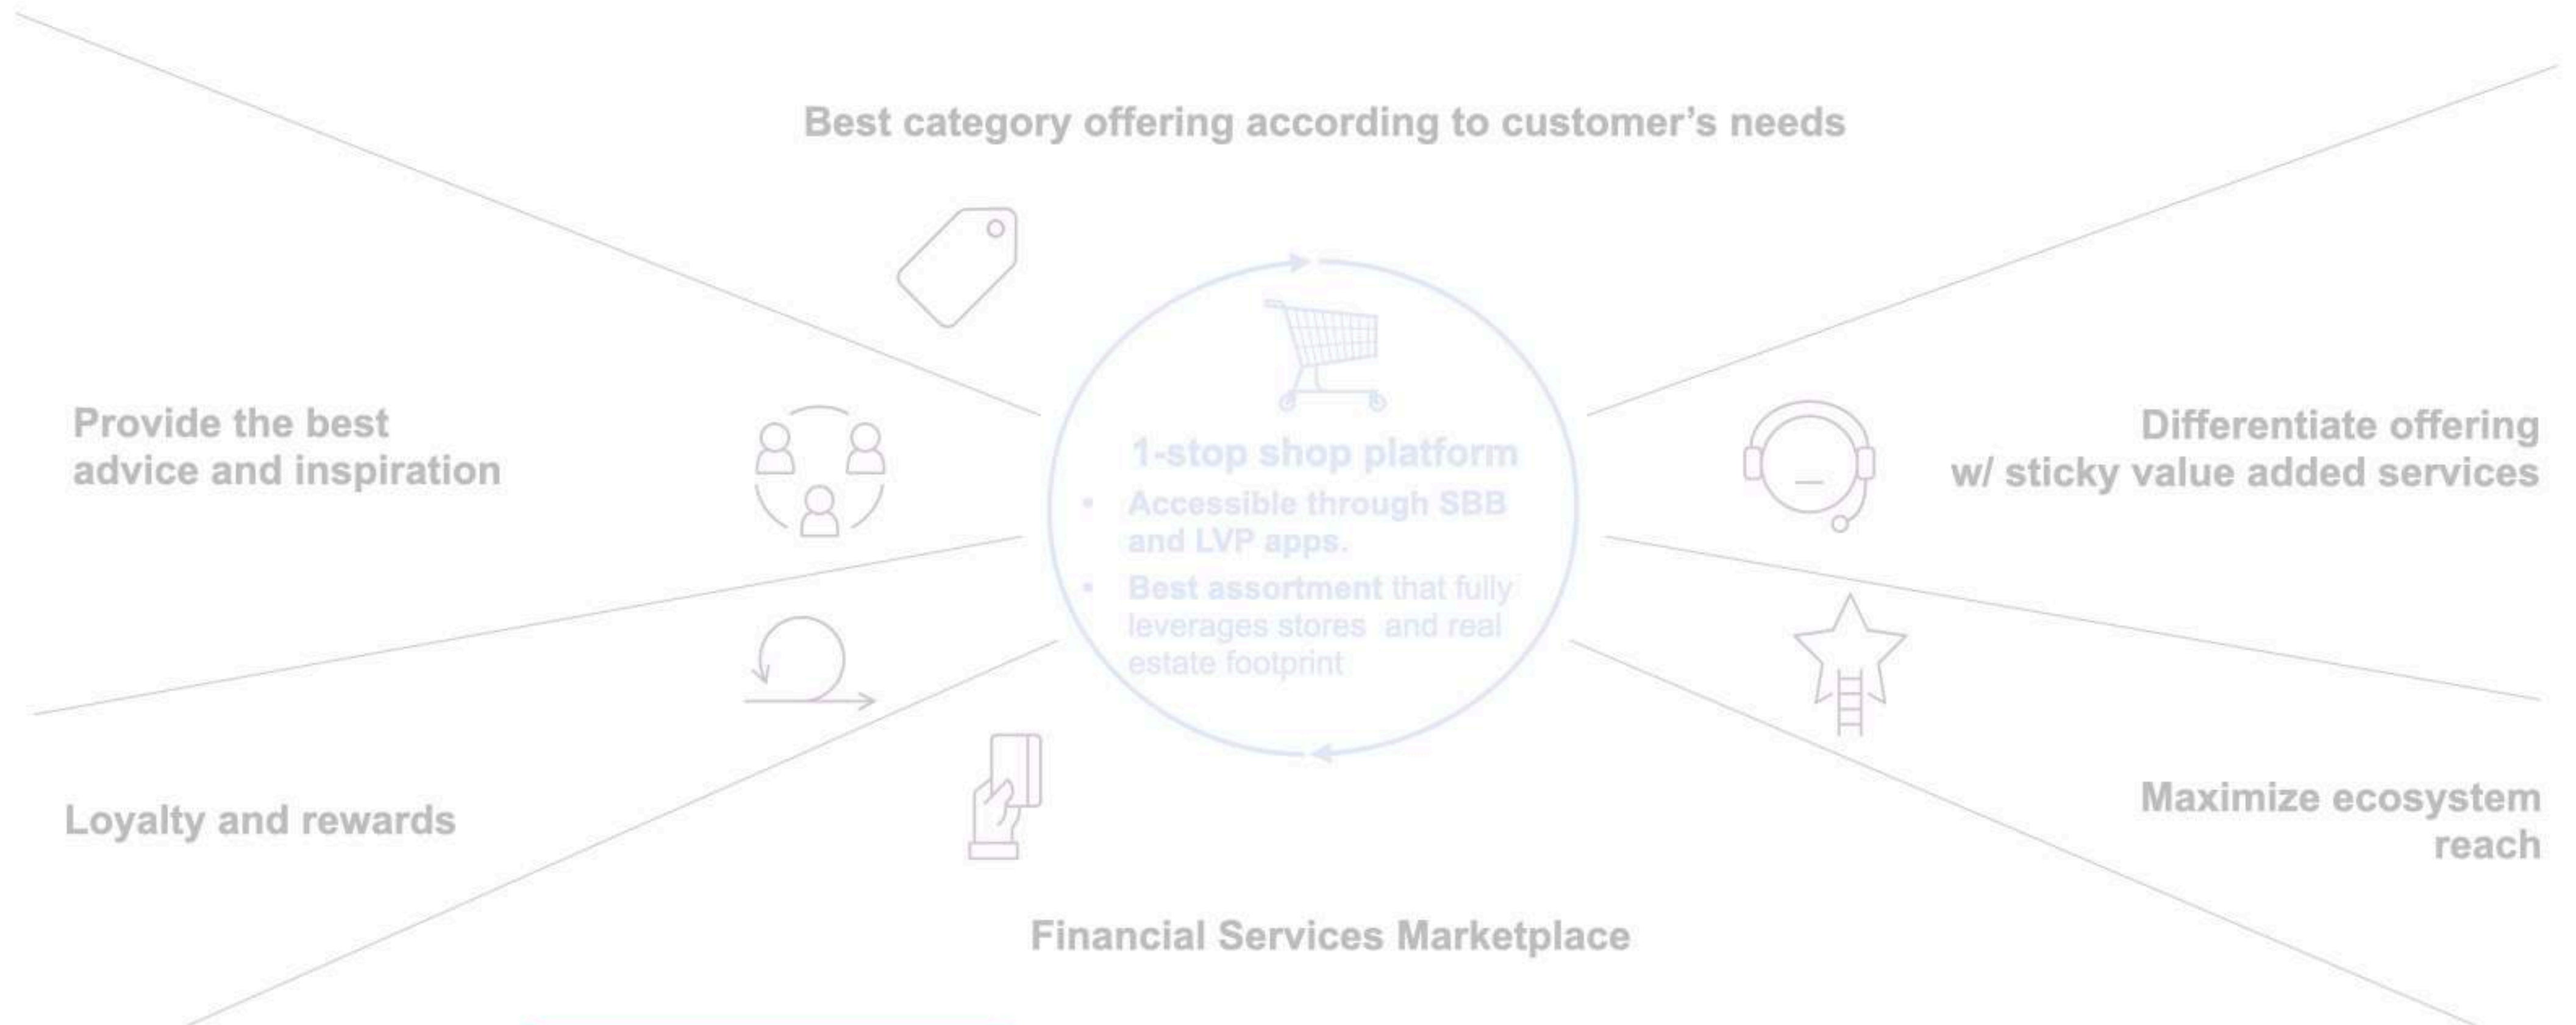 Best category offering according to customer's needs
Provide the best
advice and inspiration
1-stop shop platform
▪ Accessible through SBB
and LVP apps.
▪ Best assortment that fully
leverages stores and real
estate footprint
Differentiate offering
w/ sticky value added services
Loyalty and rewards
Maximize ecosystem
reach
Financial Services Marketplace